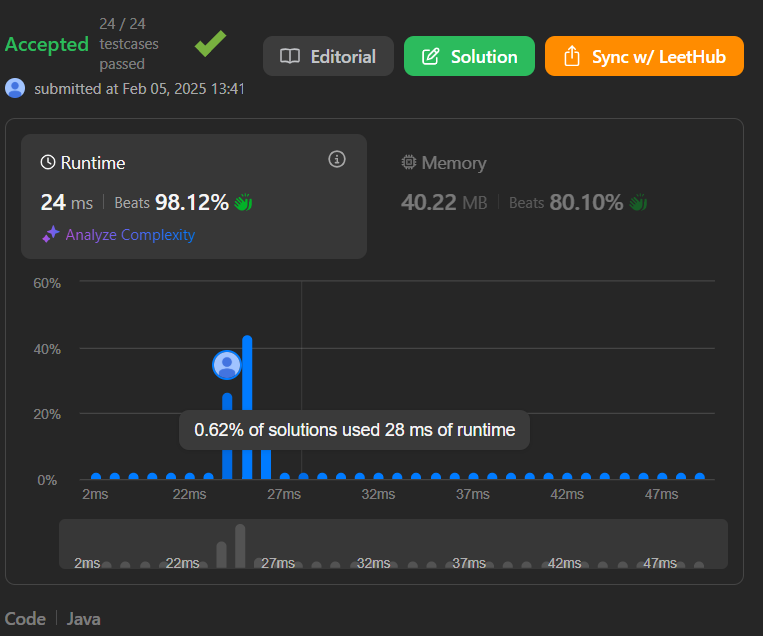 Accepted
24 / 24
testcases
passed
Editorial
Solution
Sync w/ LeetHub
submitted at Feb 05, 2025 13:41
Runtime
Memory
24 ms | Beats 98.12%
40.22 MB | Beats 80.10%
Analyze Complexity
60%
40%
20%
0%
0.62% of solutions used 28 ms of runtime
2ms 22ms 27ms 32ms 37ms 42ms 47ms
2ms 22ms 27ms 32ms 37ms 42ms 47ms
Code | Java